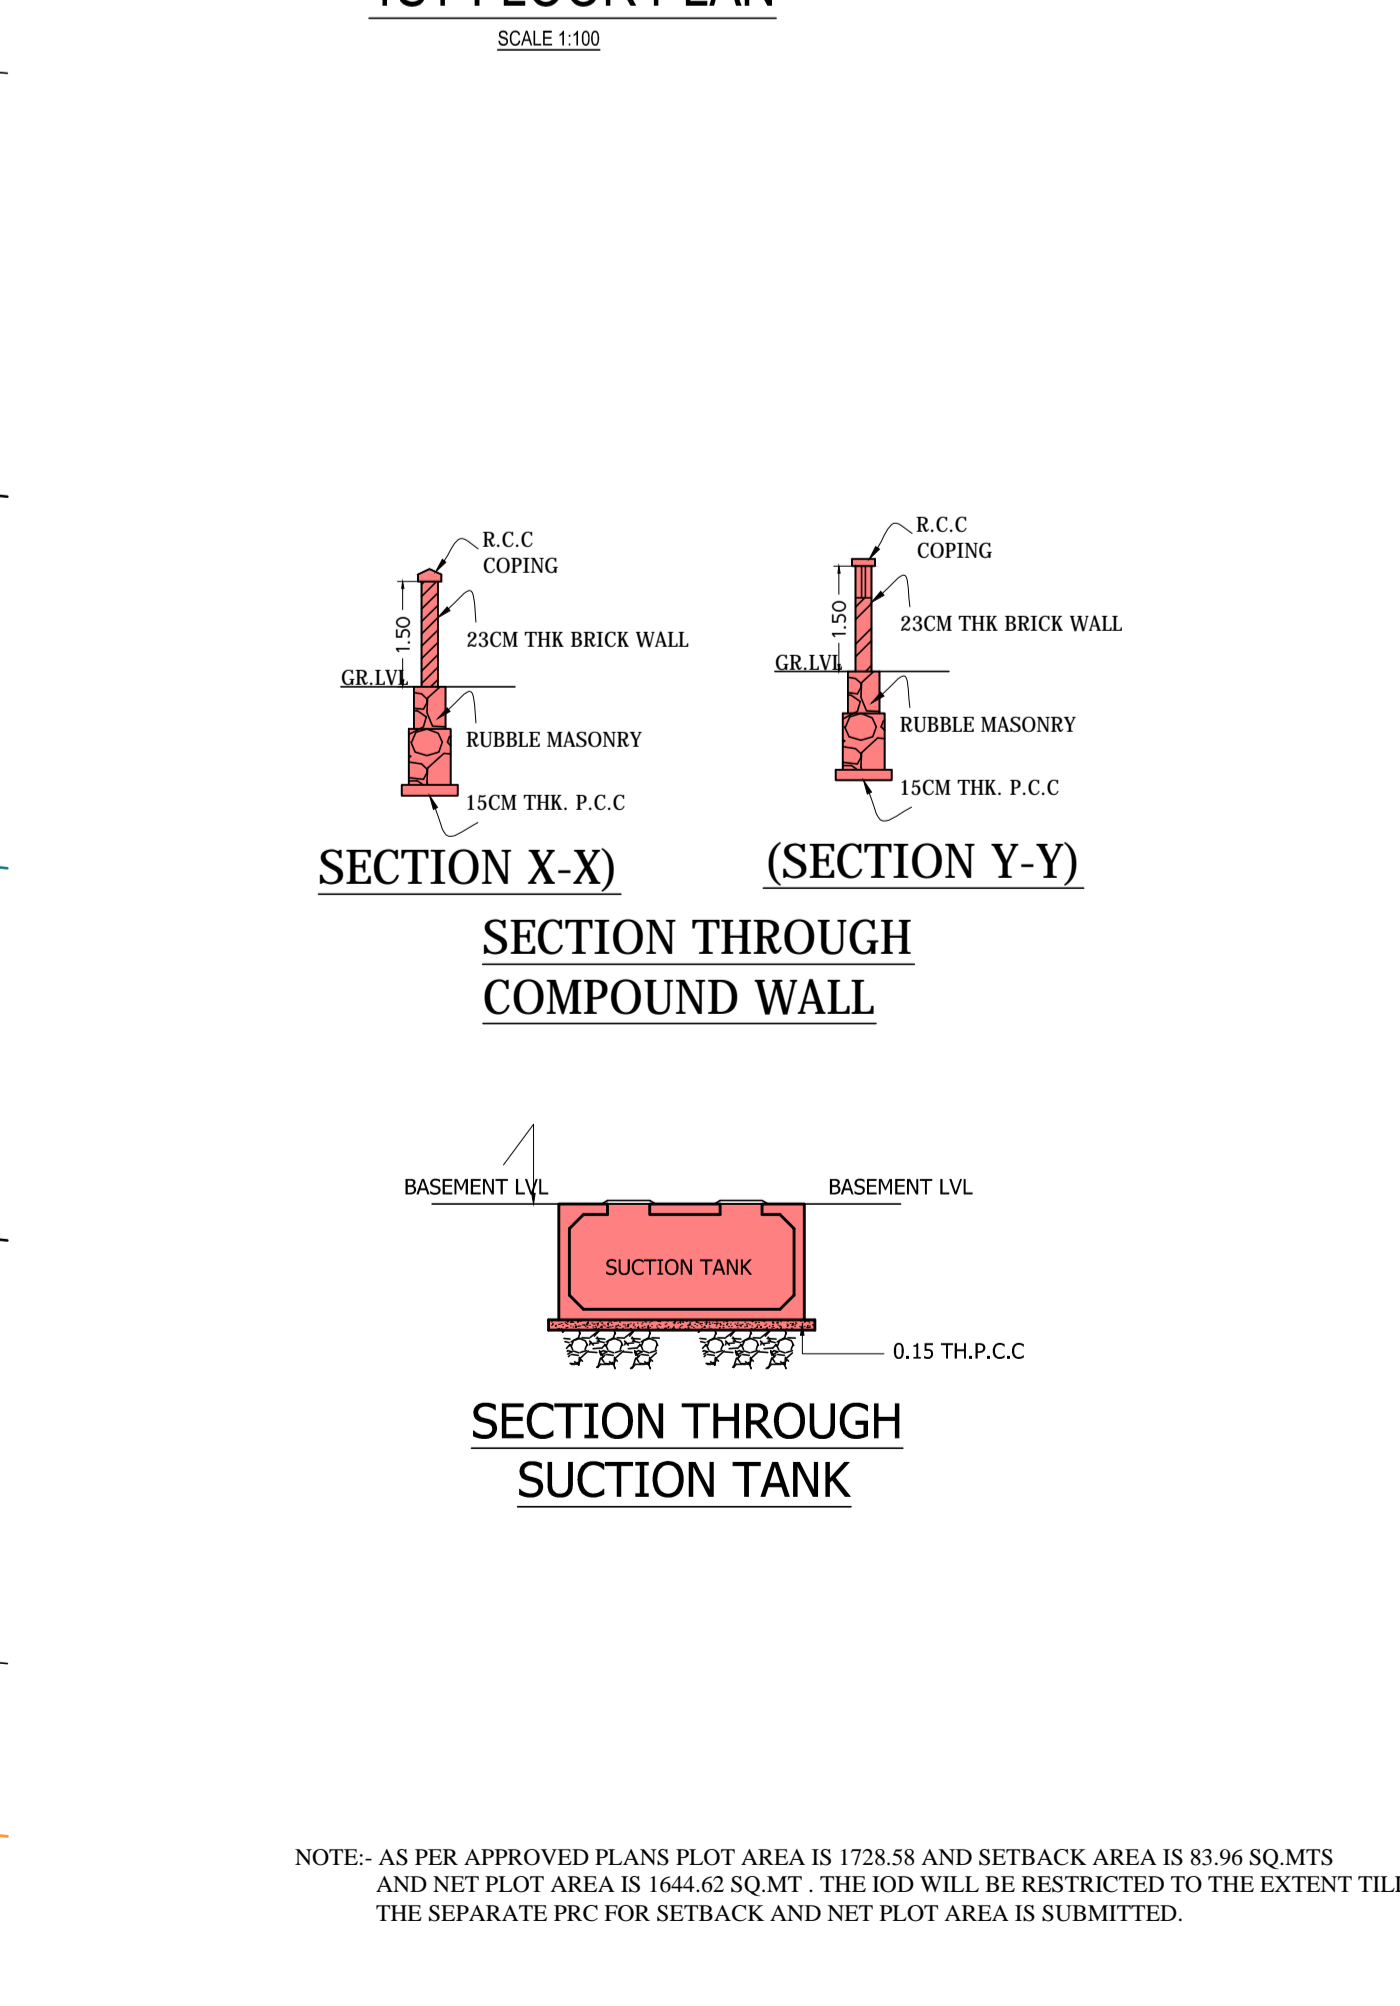 1ST FLOOR PLAN
SCALE 1:100
R.C.C
COPING
1.50
23CM THK BRICK WALL
GR.LVL
RUBBLE MASONRY
15CM THK. P.C.C
SECTION X-X)
R.C.C
COPING
1.50
23CM THK BRICK WALL
GR.LVL
RUBBLE MASONRY
15CM THK. P.C.C
(SECTION Y-Y)
SECTION THROUGH
COMPOUND WALL
BASEMENT LVL
BASEMENT LVL
SUCTION TANK
0.15 TH.P.C.C
SECTION THROUGH
SUCTION TANK
NOTE:- AS PER APPROVED PLANS PLOT AREA IS 1728.58 AND SETBACK AREA IS 83.96 SQ.MTS
AND NET PLOT AREA IS 1644.62 SQ.MT . THE IOD WILL BE RESTRICTED TO THE EXTENT TILL
THE SEPARATE PRC FOR SETBACK AND NET PLOT AREA IS SUBMITTED.